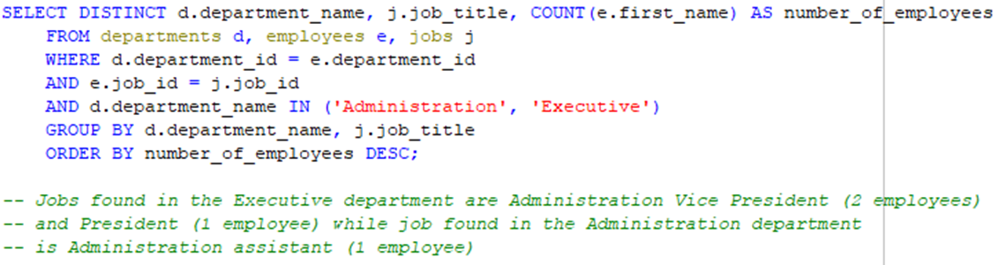 SELECT DISTINCT d.department_name, j.job_title, COUNT(e.first_name) AS number_of_employees
FROM departments d, employees e, jobs j
WHERE d.department_id = e.department_id
AND e.job_id = j.job_id
AND d.department_name IN ('Administration', 'Executive')
GROUP BY d.department_name, j.job_title
ORDER BY number_of_employees DESC;
-- Jobs found in the Executive department are Administration Vice President (2 employees)
-- and President (1 employee) while job found in the Administration department
-- is Administration assistant (1 employee)